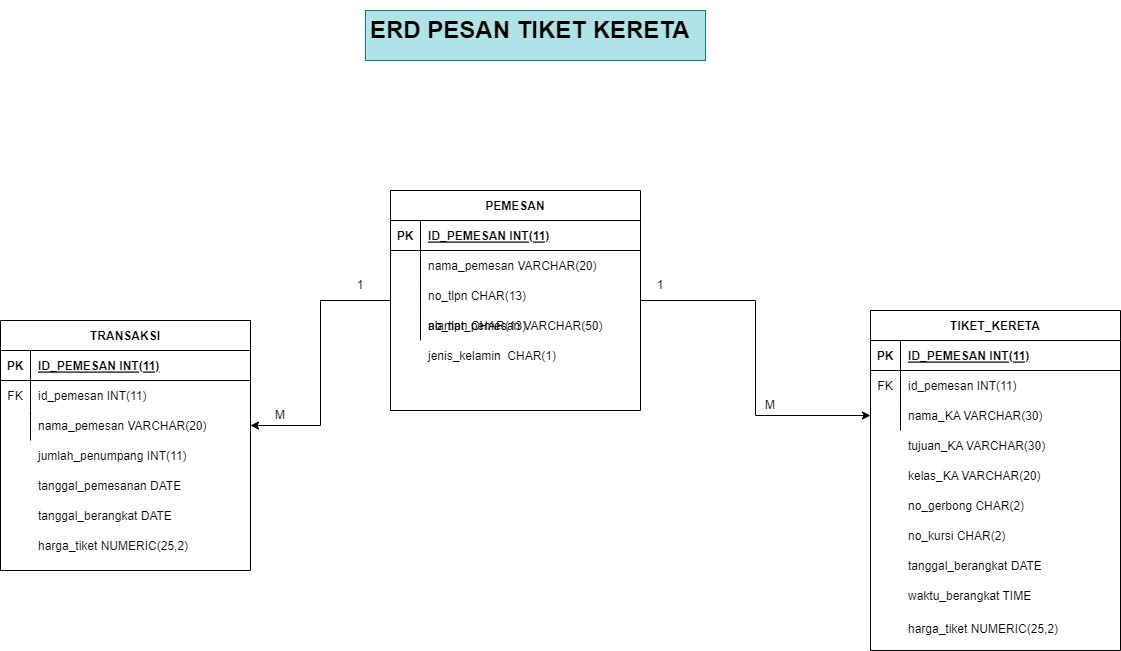 ERD PESAN TIKET KERETA
PEMESAN
PK ID_PEMESAN INT(11)
nama_pemesan VARCHAR(20)
no_tlpn CHAR(13)
alamat_pemesan VARCHAR(50)
no_tlpn CHAR(13)
jenis_kelamin CHAR(1)
1
1
M
M
TRANSAKSI
PK ID_PEMESAN INT(11)
FK id_pemesan INT(11)
nama_pemesan VARCHAR(20)
jumlah_penumpang INT(11)
tanggal_pemesanan DATE
tanggal_berangkat DATE
harga_tiket NUMERIC(25,2)
TIKET_KERETA
PK ID_PEMESAN INT(11)
FK id_pemesan INT(11)
nama_KA VARCHAR(30)
tujuan_KA VARCHAR(30)
kelas_KA VARCHAR(20)
no_gerbong CHAR(2)
no_kursi CHAR(2)
tanggal_berangkat DATE
waktu_berangkat TIME
harga_tiket NUMERIC(25,2)